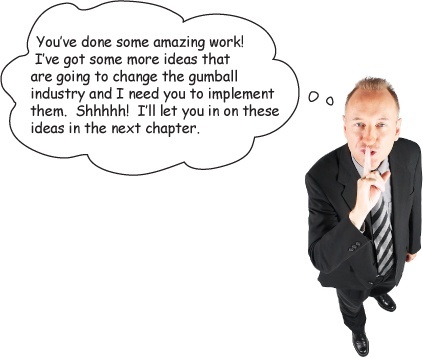 You've done some amazing work!
I've got some more ideas that
are going to change the gumball
industry and I need you to implement
them. Shhhhh! I'll let you in on these
ideas in the next chapter.